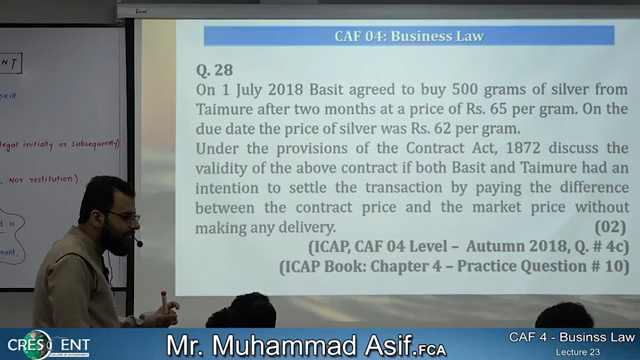 CAF 04: Business Law
Q. 28
On 1 July 2018 Basit agreed to buy 500 grams of silver from
Taimure after two months at a price of Rs. 65 per gram. On the
due date the price of silver was Rs. 62 per gram.
Under the provisions of the Contract Act, 1872 discuss the
validity of the above contract if both Basit and Taimure had an
intention to settle the transaction by paying the difference
between the contract price and the market price without
making any delivery. (02)
(ICAP, CAF 04 Level – Autumn 2018, Q. # 4c)
(ICAP Book: Chapter 4 – Practice Question # 10)
NT
SKILL
egal initially or subsequently)
, Nor restitution)
CRESCENT
Mr. Muhammad Asif.FCA
CAF 4 - Businss Law
Lecture 23